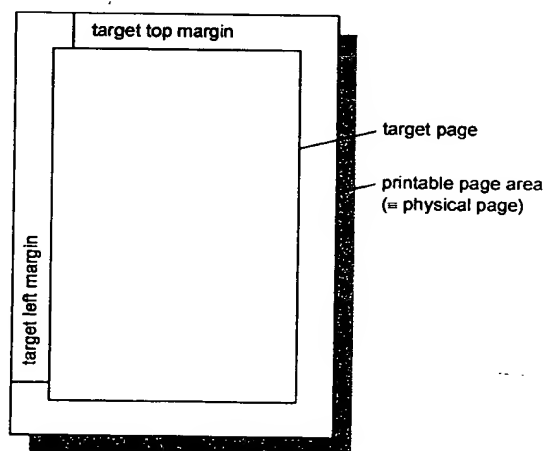 target top margin
target page
printable page area
(= physical page)
target left margin